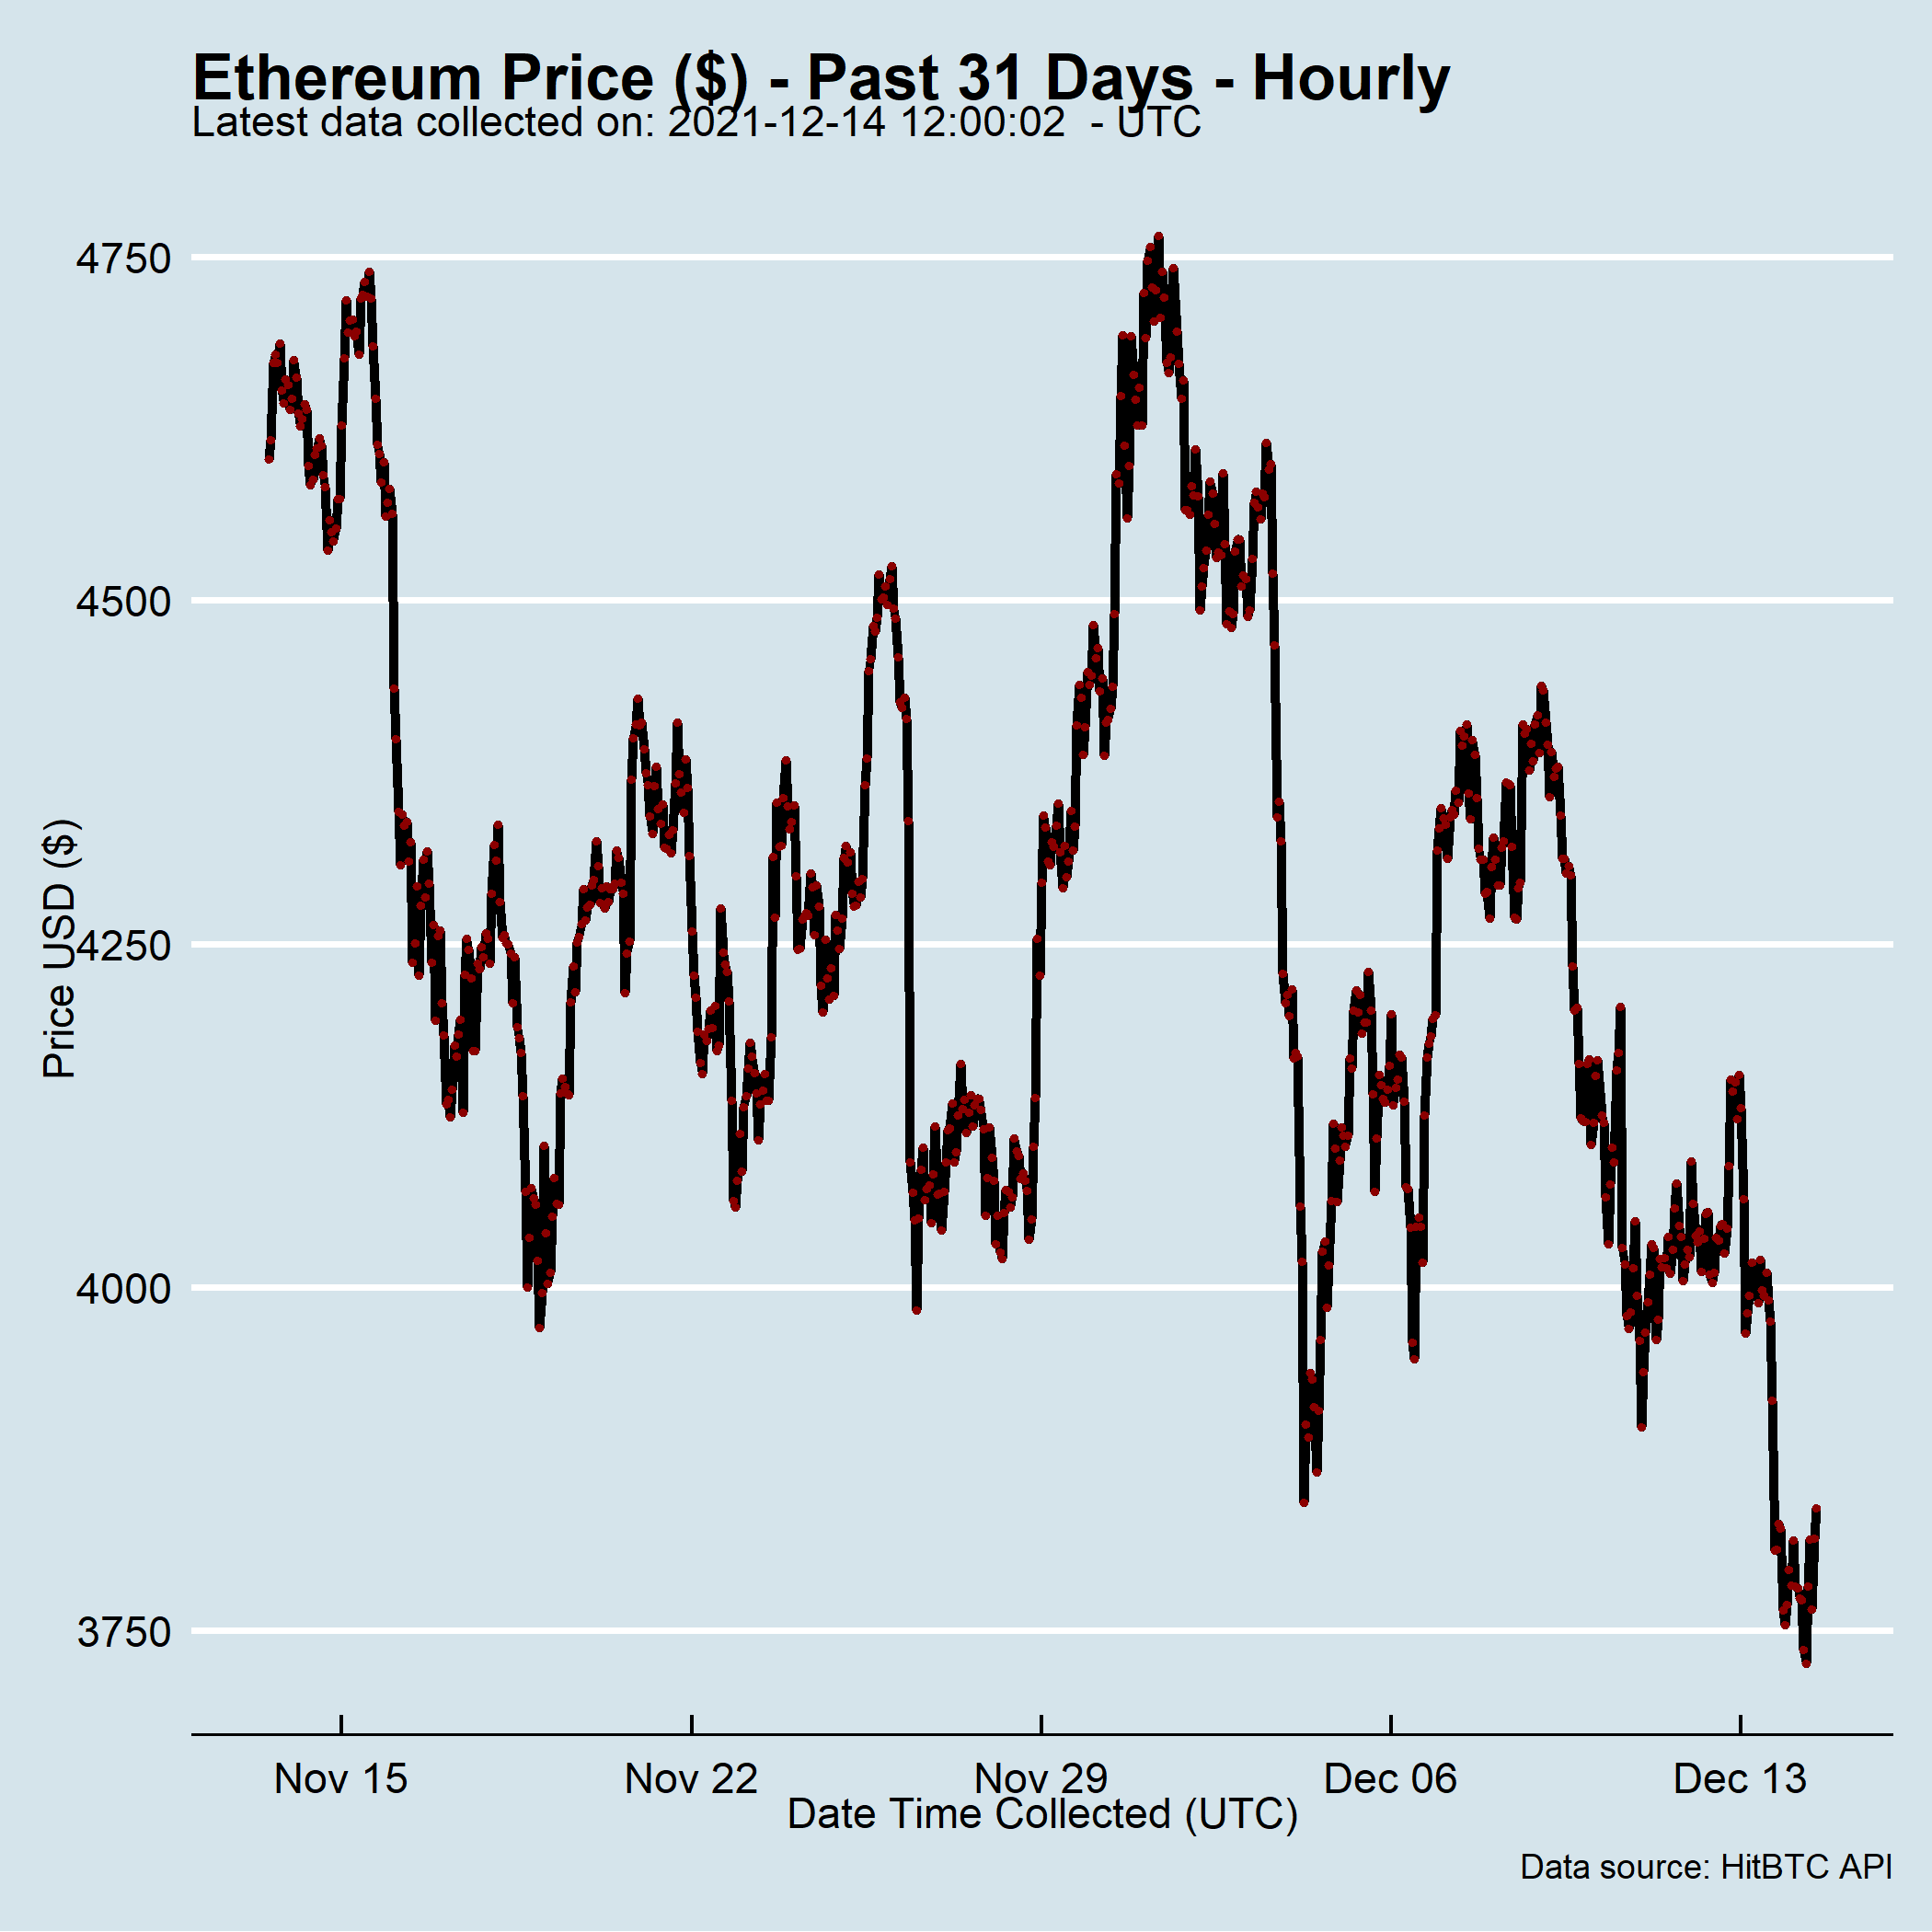 Ethereum Price ($) - Past 31 Days - Hourly
Latest data collected on: 2021-12-14 12:00:02  - UTC
4750
4500
4250
4000
3750
Price USD ($)
Nov 15 Nov 22 Nov 29 Dec 06 Dec 13
Date Time Collected (UTC)
Data source: HitBTC API